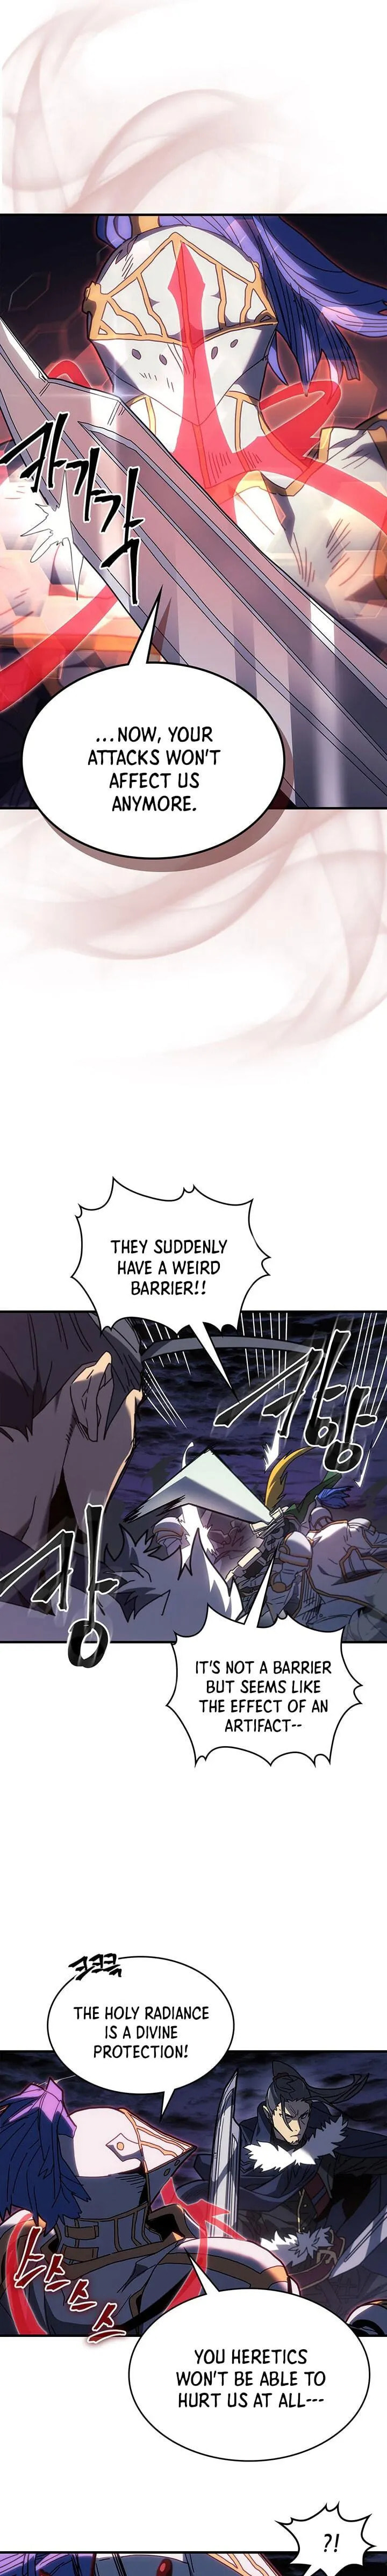 카가각
...NOW, YOUR
ATTACKS WON'T
AFFECT US
ANYMORE.
THEY SUDDENLY
HAVE A WEIRD
BARRIER!!
캉
IT'S NOT A BARRIER
BUT SEEMS LIKE
THE EFFECT OF AN
ARTIFACT--
크크큭
THE HOLY RADIANCE
IS A DIVINE
PROTECTION!
YOU HERETICS
WON'T BE ABLE TO
HURT US AT ALL---
?!